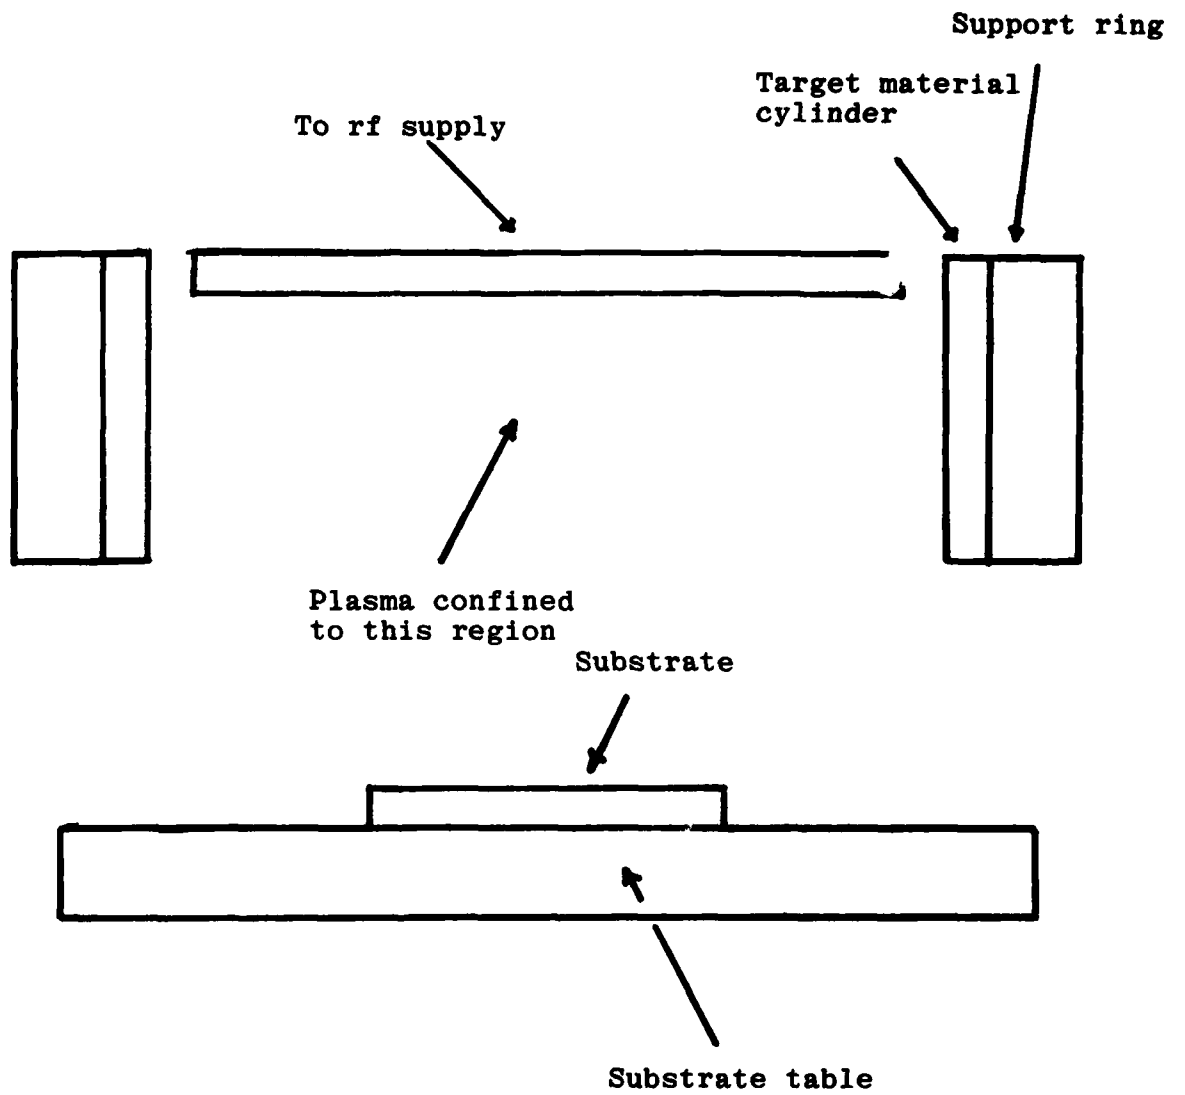 Support ring
Target material
cylinder
To rf supply
Plasma confined
to this region
Substrate
Substrate table